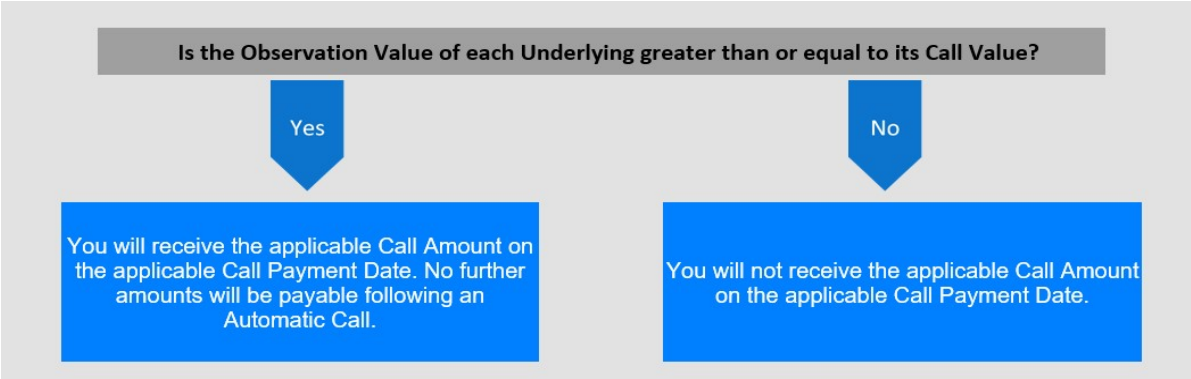 Is the Observation Value of each Underlying greater than or equal to its Call Value?
Yes
No
You will receive the applicable Call Amount on
the applicable Call Payment Date. No further
amounts will be payable following an
Automatic Call.
You will not receive the applicable Call Amount
on the applicable Call Payment Date.